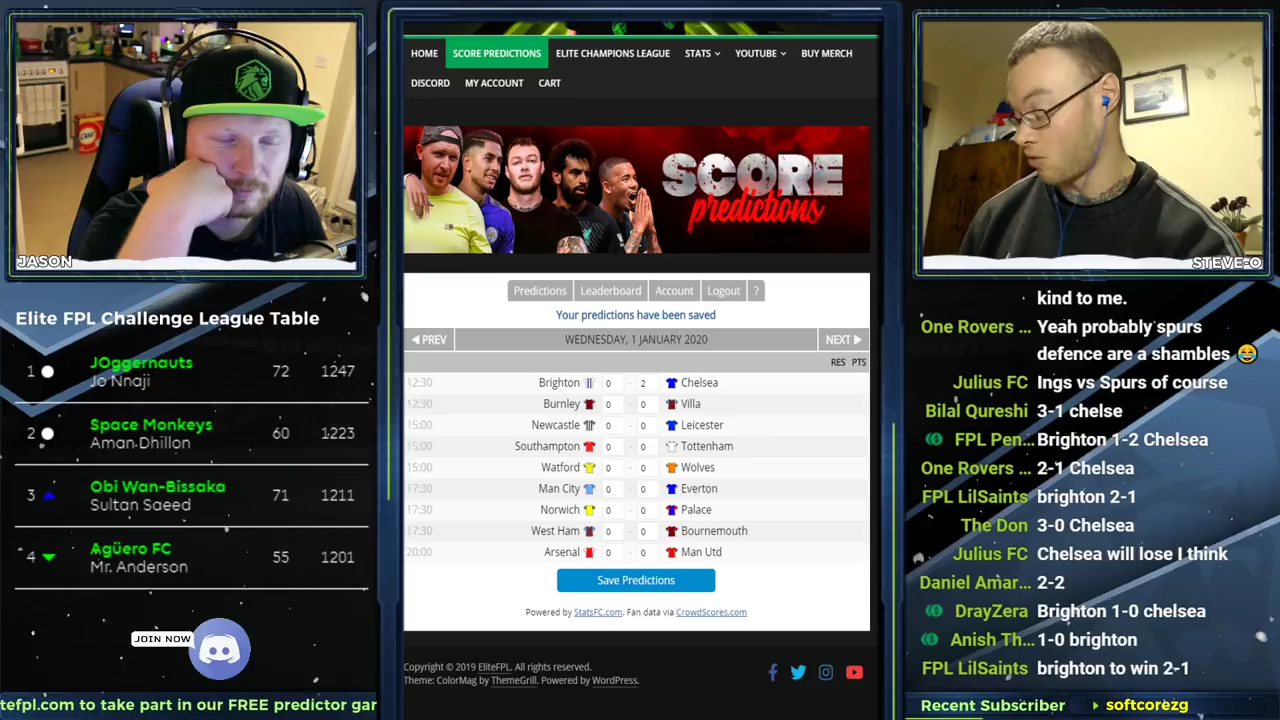 HOME SCORE PREDICTIONS ELITE CHAMPIONS LEAGUE STATS YOUTUBE BUY MERCH
DISCORD MY ACCOUNT CART
SCORE
predictions
JASON
STEVE-O
Predictions Leaderboard Account Logout ?
Your predictions have been saved
PREV WEDNESDAY, 1 JANUARY 2020 NEXT
RES PTS
12:30 Brighton 0 - 2 Chelsea
12:30 Burnley 0 - 0 Villa
15:00 Newcastle 0 - 0 Leicester
15:00 Southampton 0 - 0 Tottenham
15:00 Watford 0 - 0 Wolves
17:30 Man City 0 - 0 Everton
17:30 Norwich 0 - 0 Palace
17:30 West Ham 0 - 0 Bournemouth
20:00 Arsenal 0 - 0 Man Utd
Save Predictions
Powered by StatsFC.com. Fan data via CrowdScores.com
Copyright © 2019 EliteFPL. All rights reserved.
Theme: ColorMag by ThemeGrill. Powered by WordPress.
Elite FPL Challenge League Table
1 JOggernauts 72 1247
Jo Nnaji
2 Space Monkeys 60 1223
Aman Dhillon
3 Obi Wan-Bissaka 71 1211
Sultan Saeed
4 Agüero FC 55 1201
Mr. Anderson
JOIN NOW
tefpl.com to take part in our FREE predictor gar
kind to me.
One Rovers ... Yeah probably spurs
defence are a shambles 😂
Julius FC Ings vs Spurs of course
Bilal Qureshi 3-1 chelse
FPL Pen... Brighton 1-2 Chelsea
One Rovers ... 2-1 Chelsea
FPL LilSaints brighton 2-1
The Don 3-0 Chelsea
Julius FC Chelsea will lose I think
Daniel Amar... 2-2
DrayZera Brighton 1-0 chelsea
Anish Th... 1-0 brighton
FPL LilSaints brighton to win 2-1
Recent Subscriber softcorezg